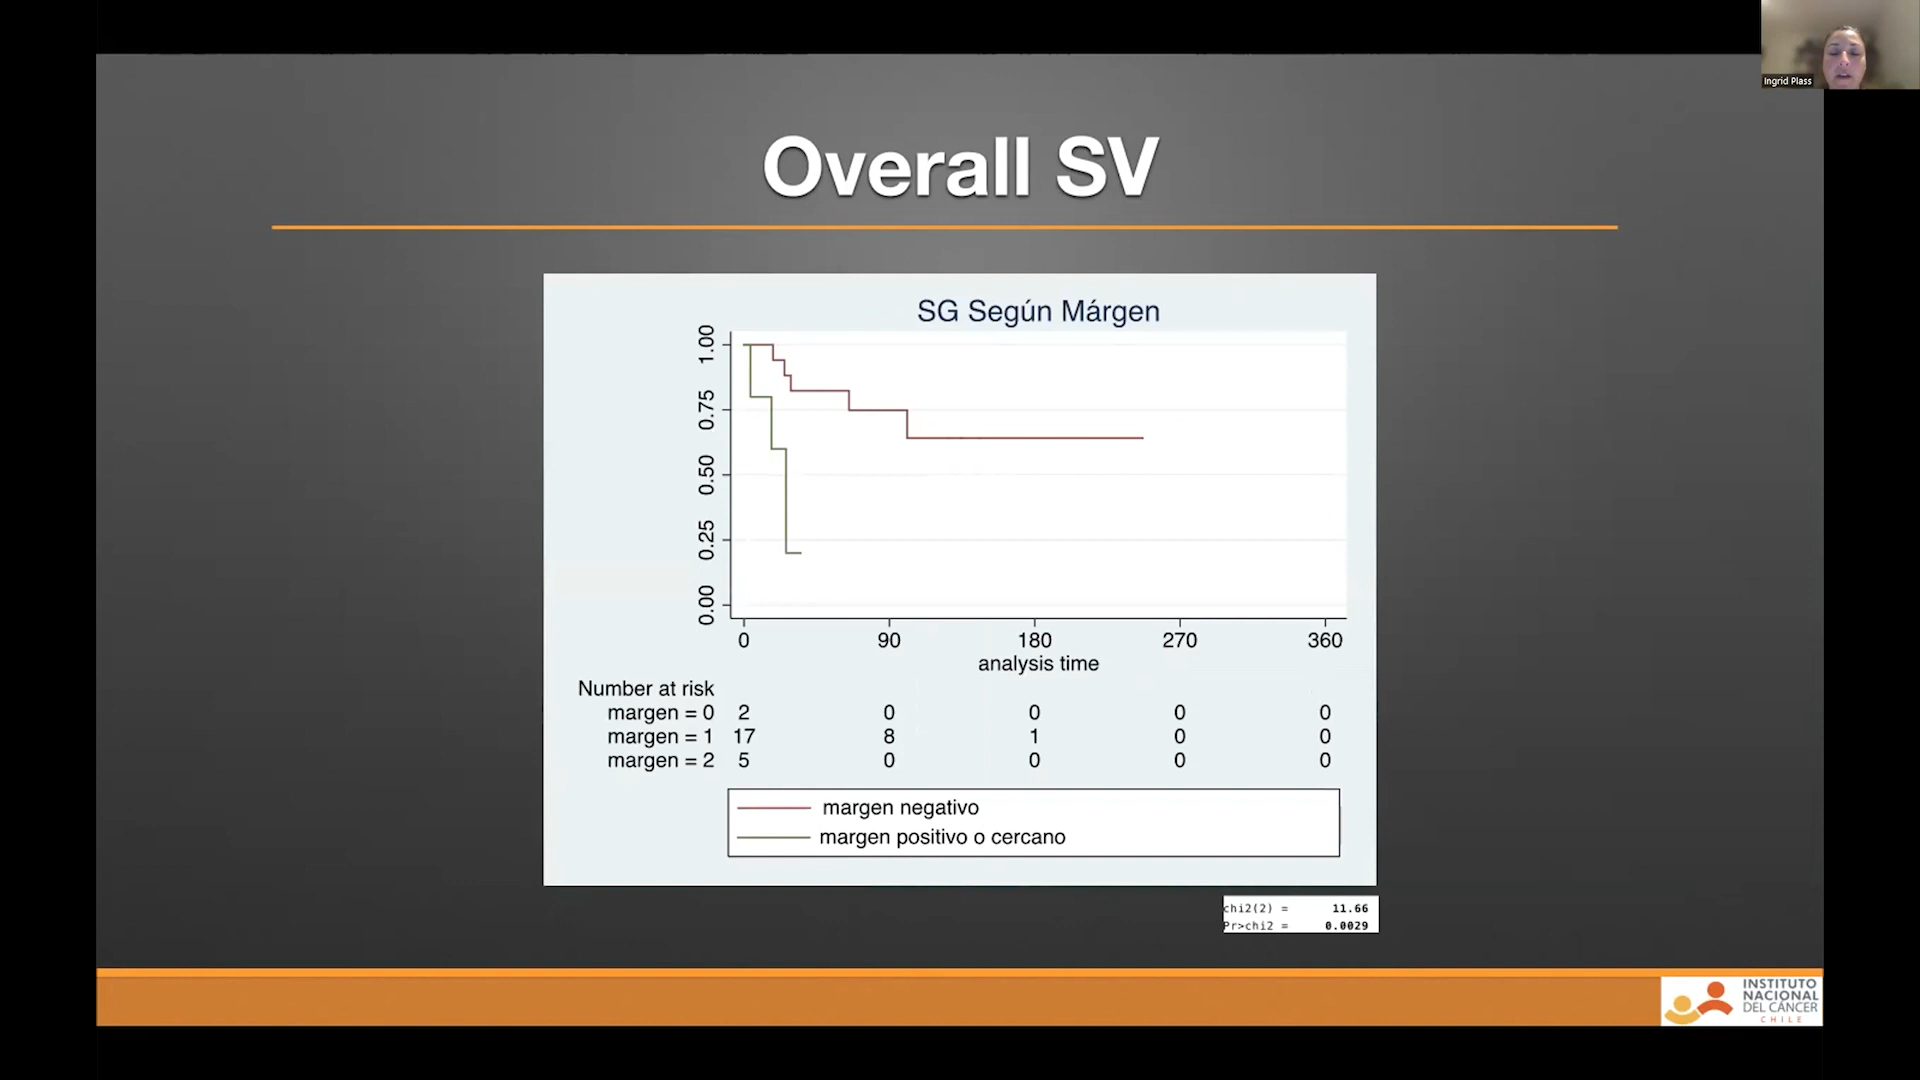 Ingrid Plass
Overall SV
SG Según Márgen
1.00
0.75
0.50
0.25
0.00
0 90 180 270 360
analysis time
Number at risk
margen = 0 2 0 0 0 0
margen = 1 17 8 1 0 0
margen = 2 5 0 0 0 0
margen negativo
margen positivo o cercano
chi2(2) = 11.66
Pr>chi2 = 0.0029
INSTITUTO
NACIONAL
DEL CÁNCER
CHILE